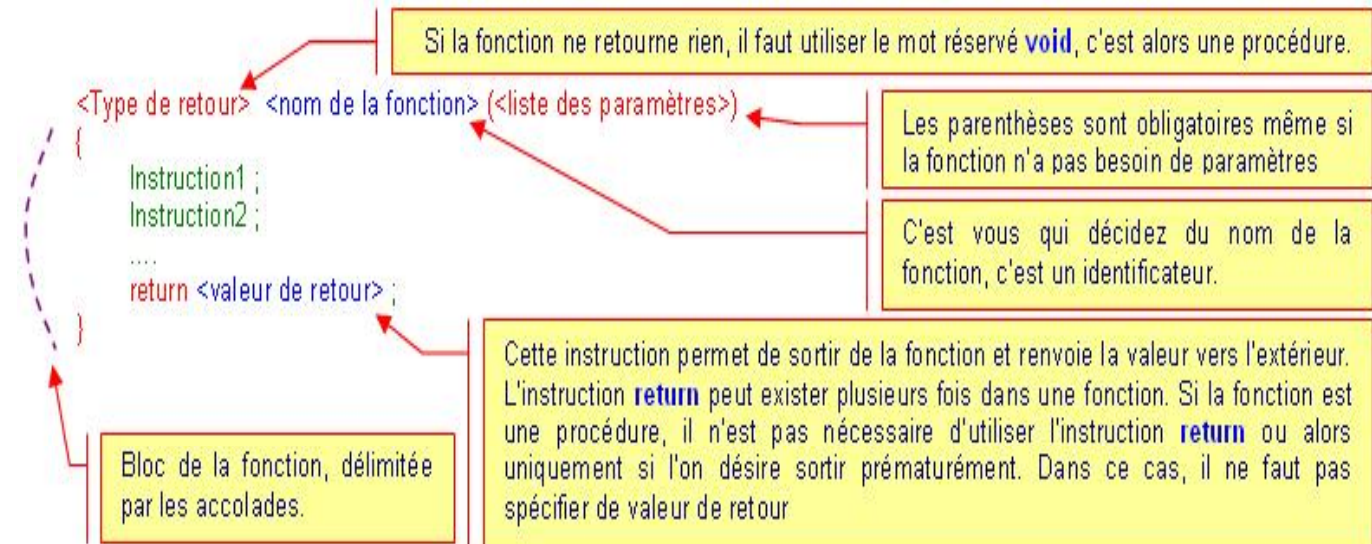 Si la fonction ne retourne rien, il faut utiliser le mot réservé void, c'est alors une procédure.
<Type de retour> <nom de la fonction> (<liste des paramètres>)
{
Instruction1 ;
Instruction2 ;
....
return <valeur de retour> ;
}
Les parenthèses sont obligatoires même si
la fonction n'a pas besoin de paramètres
C'est vous qui décidez du nom de la
fonction, c'est un identificateur.
Cette instruction permet de sortir de la fonction et renvoie la valeur vers l'extérieur.
L'instruction return peut exister plusieurs fois dans une fonction. Si la fonction est
une procédure, il n'est pas nécessaire d'utiliser l'instruction return ou alors
uniquement si l'on désire sortir prématurément. Dans ce cas, il ne faut pas
spécifier de valeur de retour
Bloc de la fonction, délimitée
par les accolades.